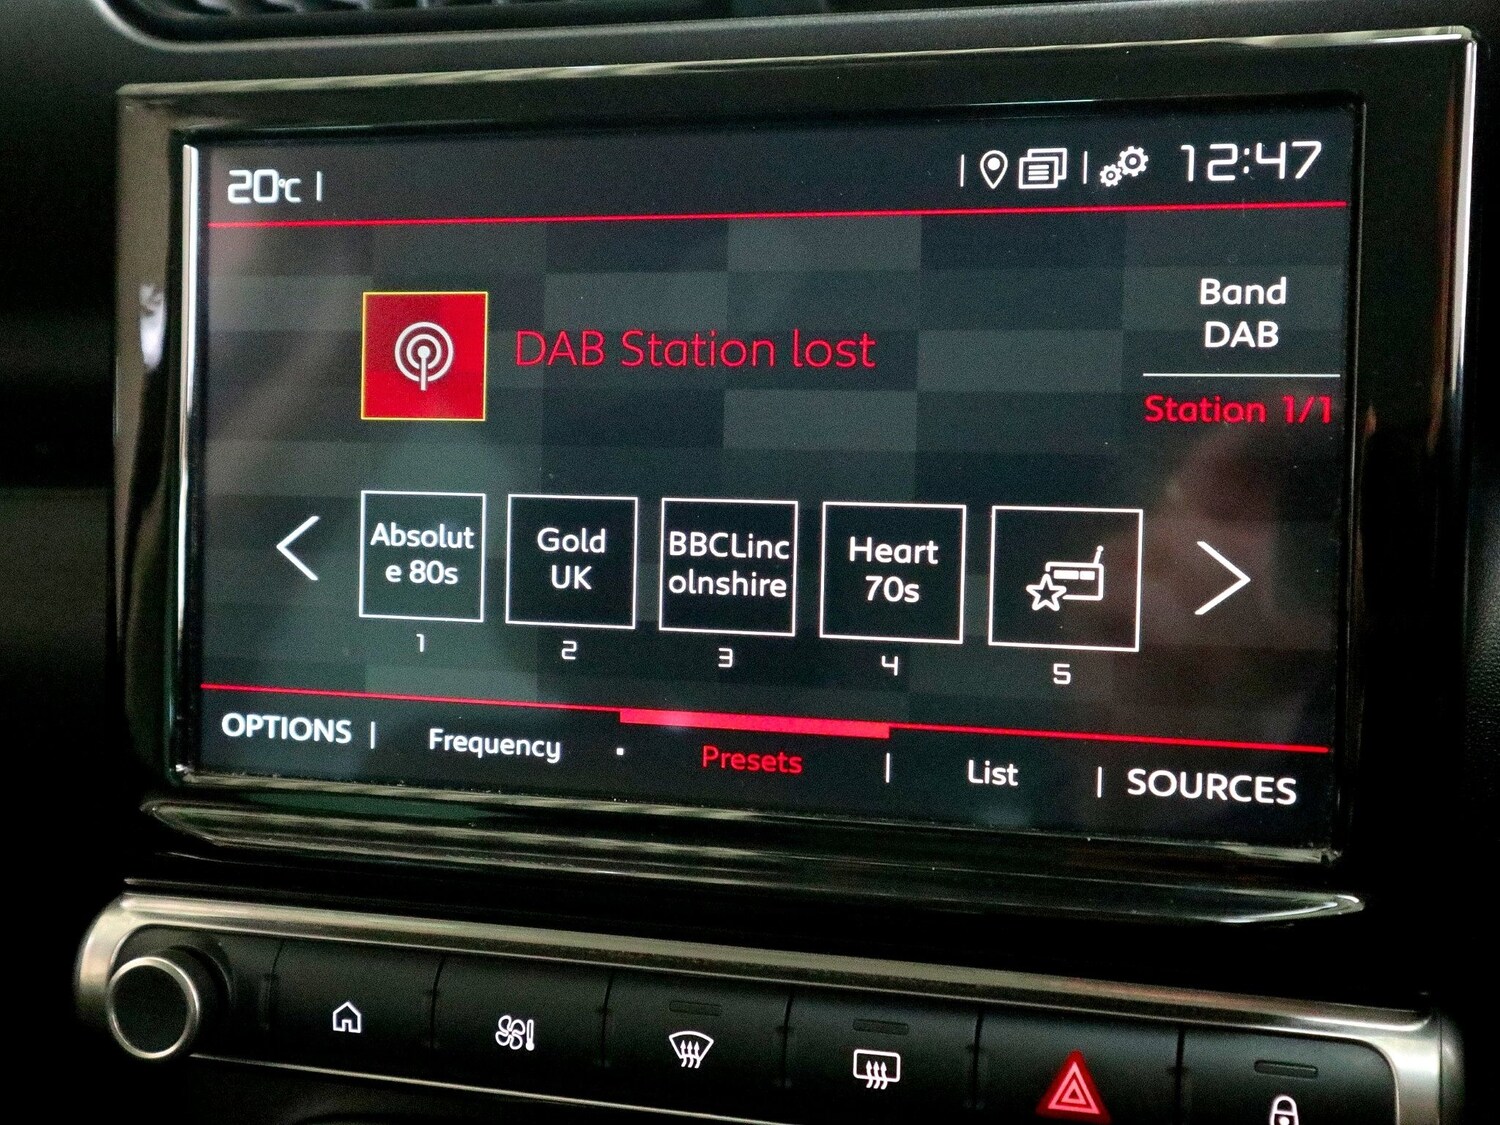 20°C
12:47
Band
DAB
DAB Station lost
Station 1/1
Absolut
e 80s
Gold
UK
BBCLinc
olnshire
Heart
70s
1
2
3
4
5
OPTIONS
Frequency
Presets
List
SOURCES